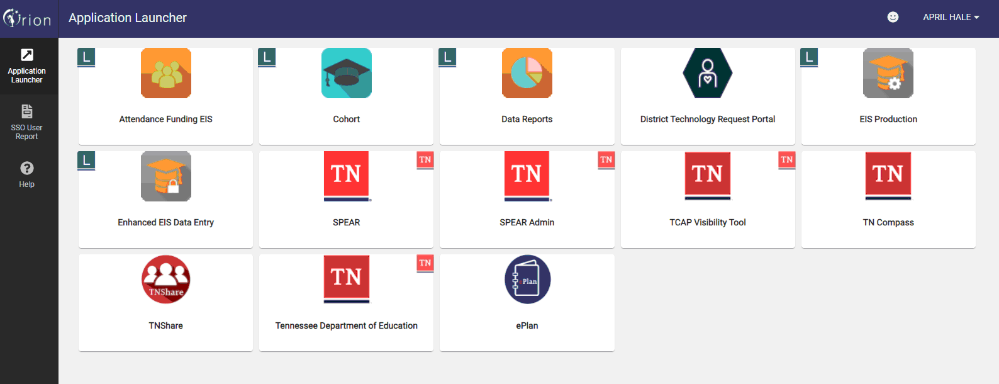 Orion
Application Launcher
APRIL HALE
Application
Launcher
SSO User
Report
Help
L
L
L
L
Attendance Funding EIS
Cohort
Data Reports
District Technology Request Portal
EIS Production
L
TN
TN
TN
TN
TN
TN
TN
Enhanced EIS Data Entry
SPEAR
SPEAR Admin
TCAP Visibility Tool
TN Compass
TNShare
TN
TN
ePlan
TNShare
Tennessee Department of Education
ePlan